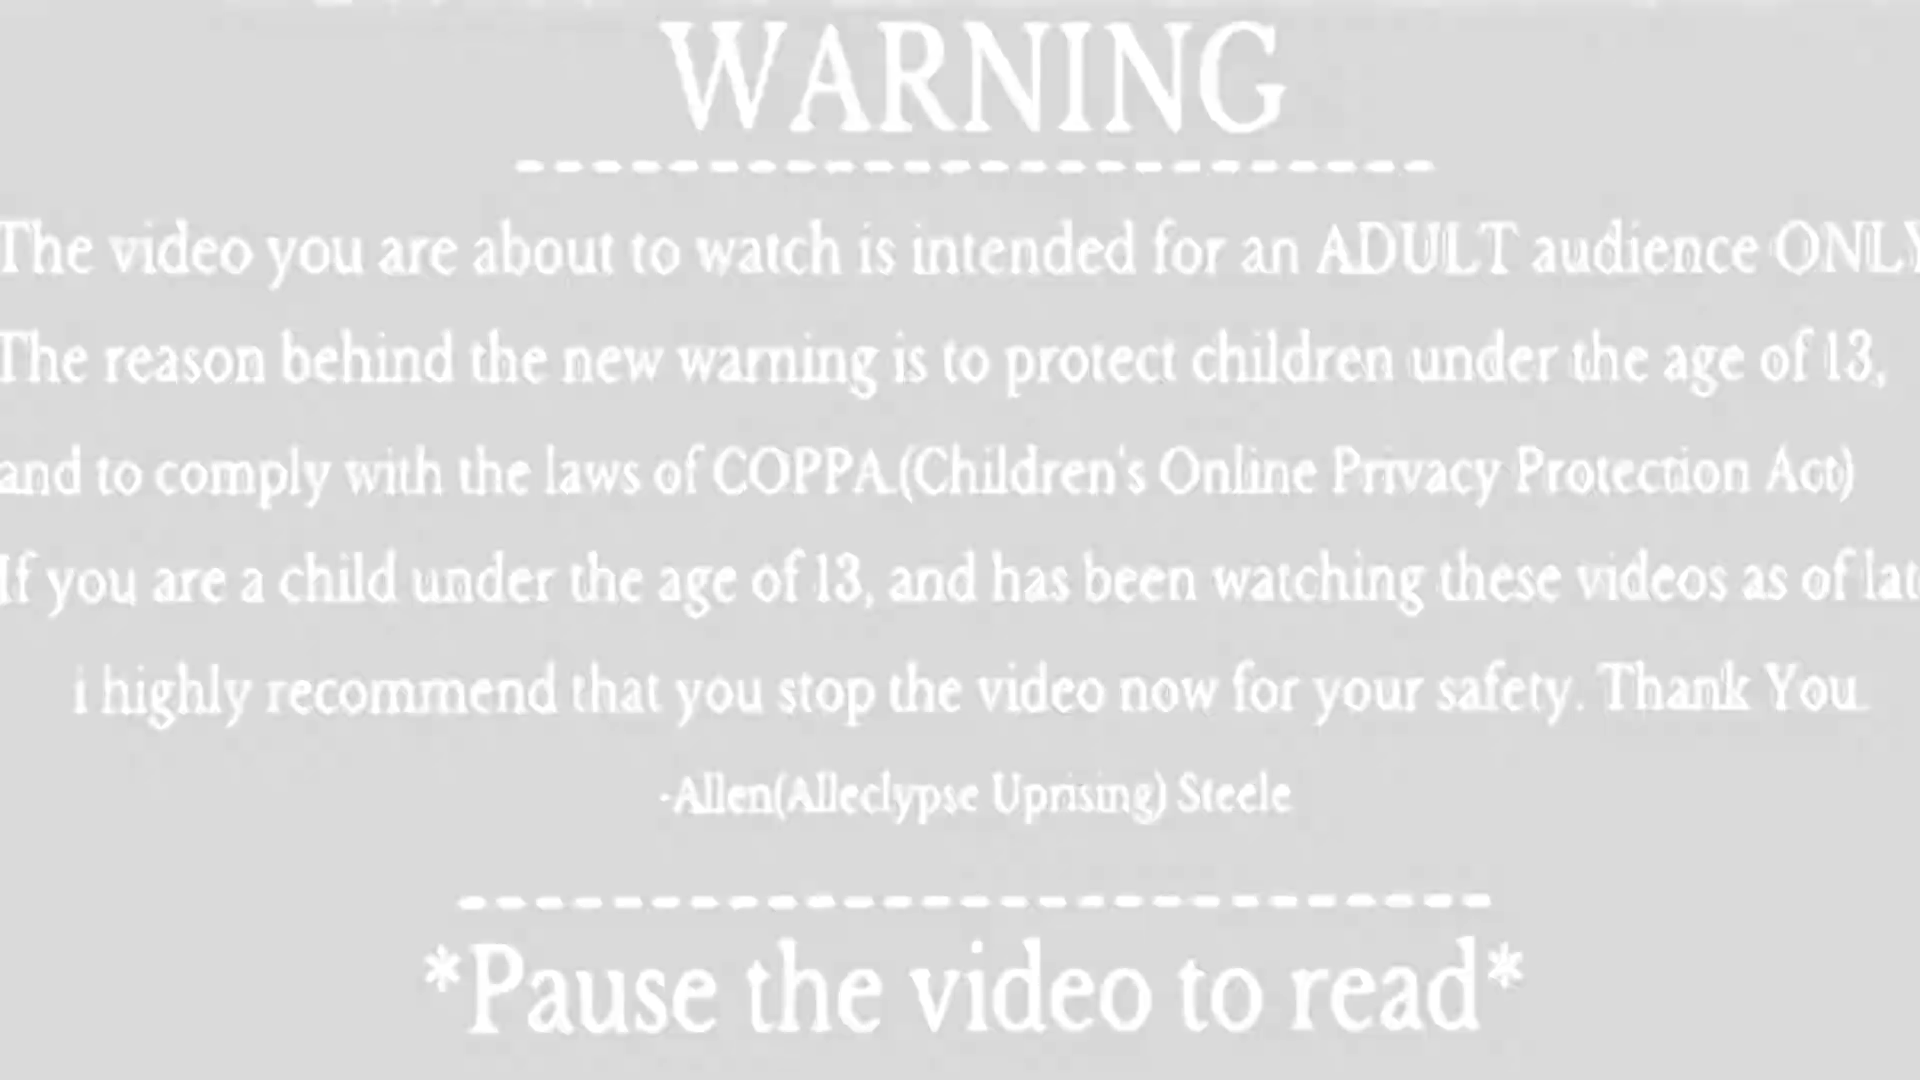 WARNING
------------------------
The video you are about to watch is intended for an ADULT audience ONLY
The reason behind the new warning is to protect children under the age of 13,
and to comply with the laws of COPPA.(Children's Online Privacy Protection Act)
If you are a child under the age of 13, and has been watching these videos as of lat
i highly recommend that you stop the video now for your safety. Thank You.
-Allen(Alleclypse Uprising) Steele
---------------------------
*Pause the video to read*